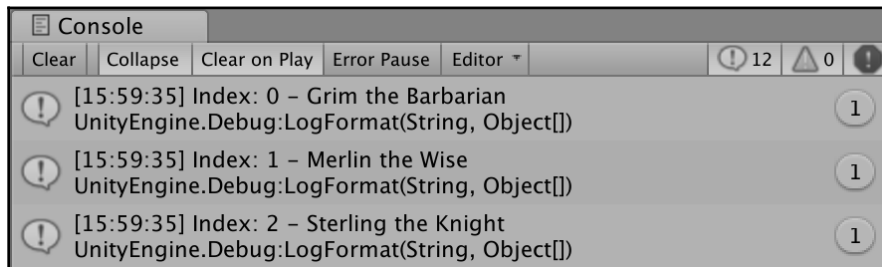 Console
Clear Collapse Clear on Play Error Pause Editor 12 0
[15:59:35] Index: 0 – Grim the Barbarian 1
UnityEngine.Debug:LogFormat(String, Object[])
[15:59:35] Index: 1 – Merlin the Wise 1
UnityEngine.Debug:LogFormat(String, Object[])
[15:59:35] Index: 2 – Sterling the Knight 1
UnityEngine.Debug:LogFormat(String, Object[])